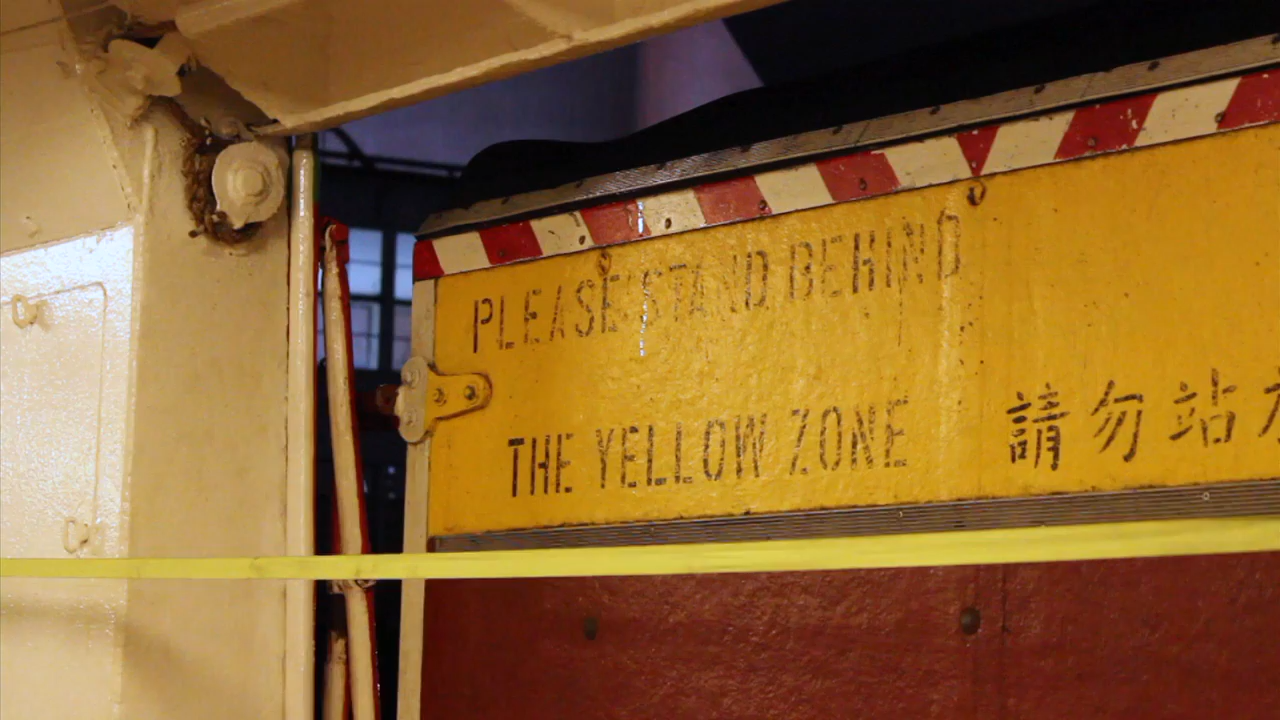 PLEASE STAND BEHIND
THE YELLOW ZONE
請勿站